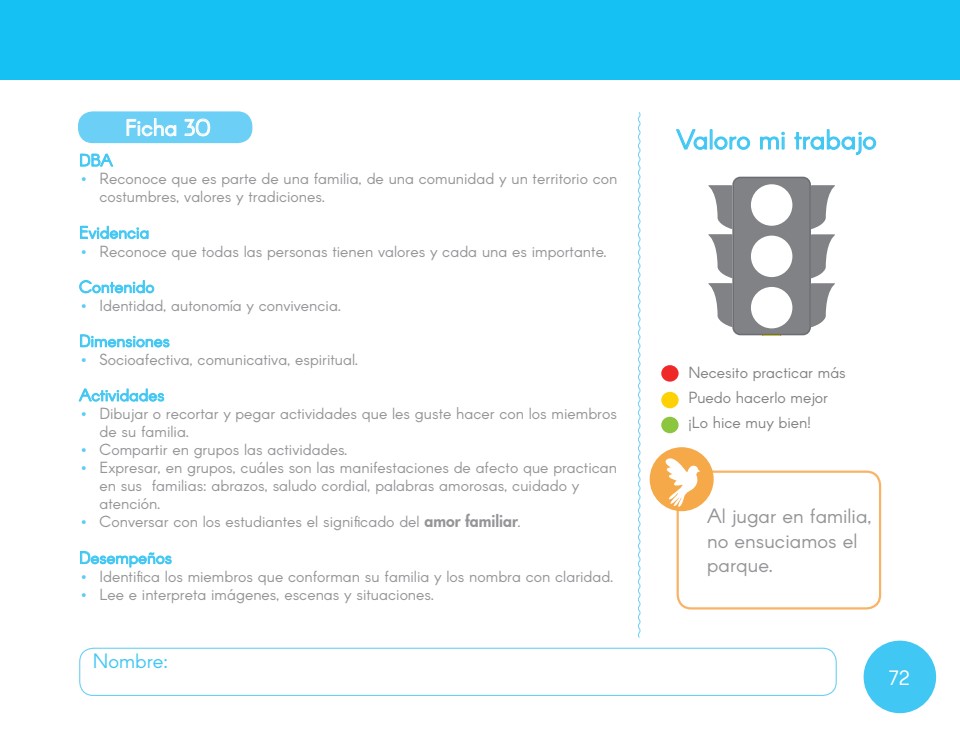 Ficha 30
DBA
• Reconoce que es parte de una familia, de una comunidad y un territorio con
costumbres, valores y tradiciones.
Evidencia
• Reconoce que todas las personas tienen valores y cada una es importante.
Contenido
• Identidad, autonomía y convivencia.
Dimensiones
• Socioafectiva, comunicativa, espiritual.
Actividades
• Dibujar o recortar y pegar actividades que les guste hacer con los miembros
de su familia.
• Compartir en grupos las actividades.
• Expresar, en grupos, cuáles son las manifestaciones de afecto que practican
en sus familias: abrazos, saludo cordial, palabras amorosas, cuidado y
atención.
• Conversar con los estudiantes el significado del amor familiar.
Desempeños
• Identifica los miembros que conforman su familia y los nombra con claridad.
• Lee e interpreta imágenes, escenas y situaciones.
Valoro mi trabajo
Necesito practicar más
Puedo hacerlo mejor
¡Lo hice muy bien!
Al jugar en familia,
no ensuciamos el
parque.
Nombre:
72